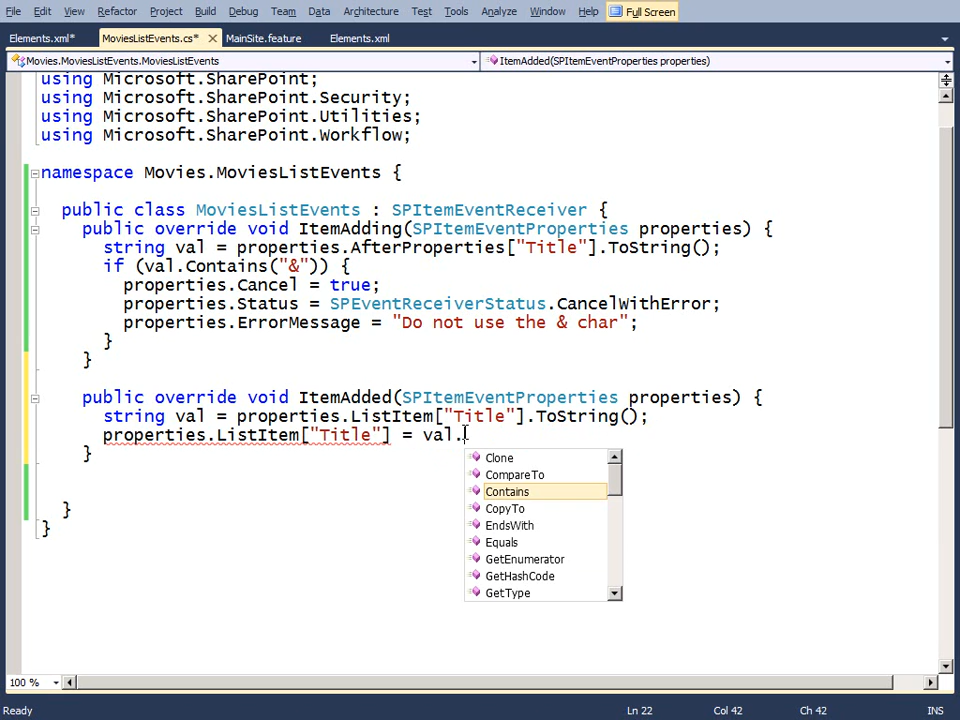 File Edit View Refactor Project Build Debug Team Data Architecture Test Tools Analyze Window Help Full Screen
Elements.xml* MoviesListEvents.cs* MainSite.feature Elements.xml
Movies.MoviesListEvents.MoviesListEvents ItemAdded(SPItemEventProperties properties)
using Microsoft.SharePoint;
using Microsoft.SharePoint.Security;
using Microsoft.SharePoint.Utilities;
using Microsoft.SharePoint.Workflow;
namespace Movies.MoviesListEvents {
public class MoviesListEvents : SPItemEventReceiver {
public override void ItemAdding(SPItemEventProperties properties) {
string val = properties.AfterProperties["Title"].ToString();
if (val.Contains("&")) {
properties.Cancel = true;
properties.Status = SPEventReceiverStatus.CancelWithError;
properties.ErrorMessage = "Do not use the & char";
}
}
public override void ItemAdded(SPItemEventProperties properties) {
string val = properties.ListItem["Title"].ToString();
properties.ListItem["Title"] = val.
}
Clone
CompareTo
Contains
CopyTo
EndsWith
Equals
GetEnumerator
GetHashCode
GetType
}
}
100 %
Ready Ln 22 Col 42 Ch 42 INS